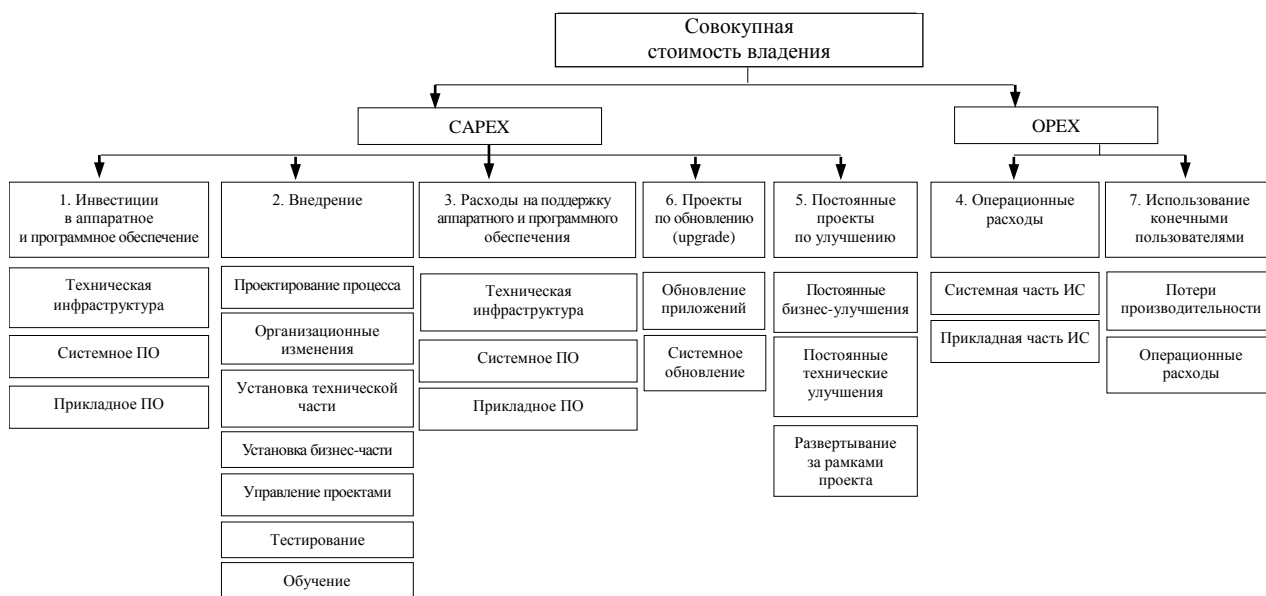 Совокупная
стоимость владения
CAPEX
OPEX
1. Инвестиции
в аппаратное
и программное обеспечение
2. Внедрение
3. Расходы на поддержку
аппаратного и программного
обеспечения
6. Проекты
по обновлению
(upgrade)
5. Постоянные
проекты
по улучшению
4. Операционные
расходы
7. Использование
конечными
пользователями
Техническая
инфраструктура
Системное ПО
Прикладное ПО
Проектирование процесса
Организационные
изменения
Установка технической
части
Установка бизнес-части
Управление проектами
Тестирование
Обучение
Техническая
инфраструктура
Системное ПО
Прикладное ПО
Обновление
приложений
Системное
обновление
Постоянные
бизнес-улучшения
Постоянные
технические
улучшения
Развертывание
за рамками
проекта
Системная часть ИС
Прикладная часть ИС
Потери
производительности
Операционные
расходы